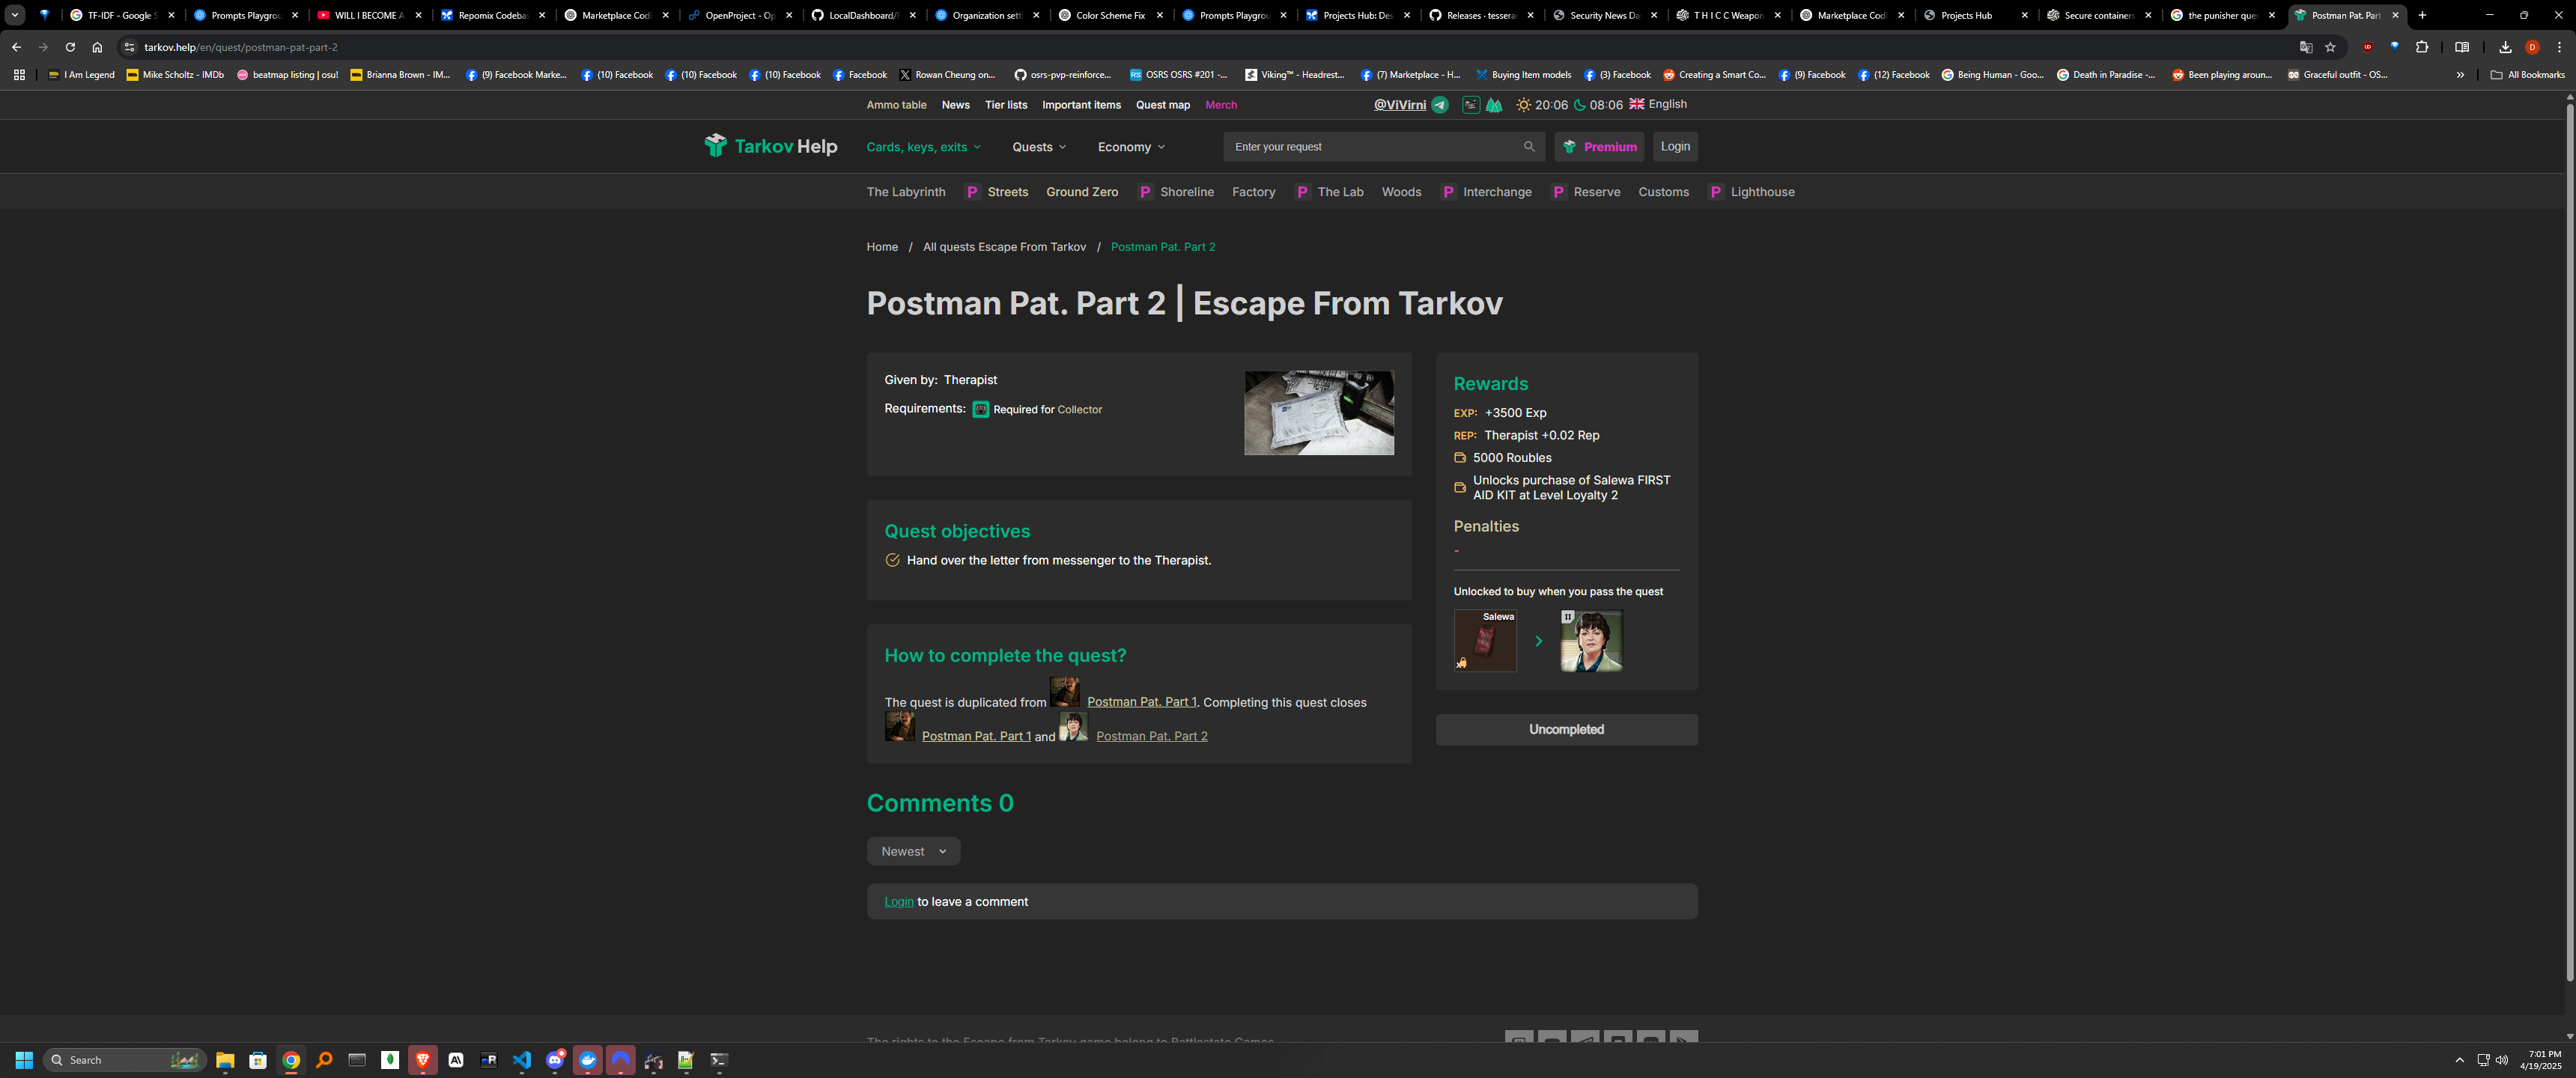 TF-IDF - Google S
Prompts Playgrou
WILL I BECOME A
Repomix Codebas
Marketplace Codi
OpenProject - Op
LocalDashboard/F
Organization setti
Color Scheme Fix
Prompts Playgrou
Projects Hub: Des
Releases · tesserac
Security News Da
T H I C C Weapon
Marketplace Codi
Projects Hub
Secure containers
the punisher ques
Postman Pat. Part
tarkov.help/en/quest/postman-pat-part-2
I Am Legend
Mike Scholtz - IMDb
beatmap listing | osu!
Brianna Brown - IM...
(9) Facebook Marke...
(10) Facebook
(10) Facebook
(10) Facebook
Facebook
Rowan Cheung on...
osrs-pvp-reinforce...
OSRS OSRS #201 -...
Viking™ - Headrest...
(7) Marketplace - H...
Buying Item models
(3) Facebook
Creating a Smart Co...
(9) Facebook
(12) Facebook
Being Human - Goo...
Death in Paradise -...
Been playing aroun...
Graceful outfit - OS...
All Bookmarks
Ammo table News Tier lists Important items Quest map Merch
@ViVirni 20:06 08:06 English
Tarkov Help
Cards, keys, exits Quests Economy
Enter your request
Premium
Login
The Labyrinth P Streets Ground Zero P Shoreline Factory P The Lab Woods P Interchange P Reserve Customs P Lighthouse
Home / All quests Escape From Tarkov / Postman Pat. Part 2
Postman Pat. Part 2 | Escape From Tarkov
Given by: Therapist
Requirements: Required for Collector
Quest objectives
Hand over the letter from messenger to the Therapist.
How to complete the quest?
The quest is duplicated from Postman Pat. Part 1. Completing this quest closes
Postman Pat. Part 1 and Postman Pat. Part 2
Rewards
EXP: +3500 Exp
REP: Therapist +0.02 Rep
5000 Roubles
Unlocks purchase of Salewa FIRST
AID KIT at Level Loyalty 2
Penalties
-
Unlocked to buy when you pass the quest
Salewa
II
Uncompleted
Comments 0
Newest
Login to leave a comment
The rights to the Escape from Tarkov game belong to Battlestate Games
Search
7:01 PM
4/19/2025